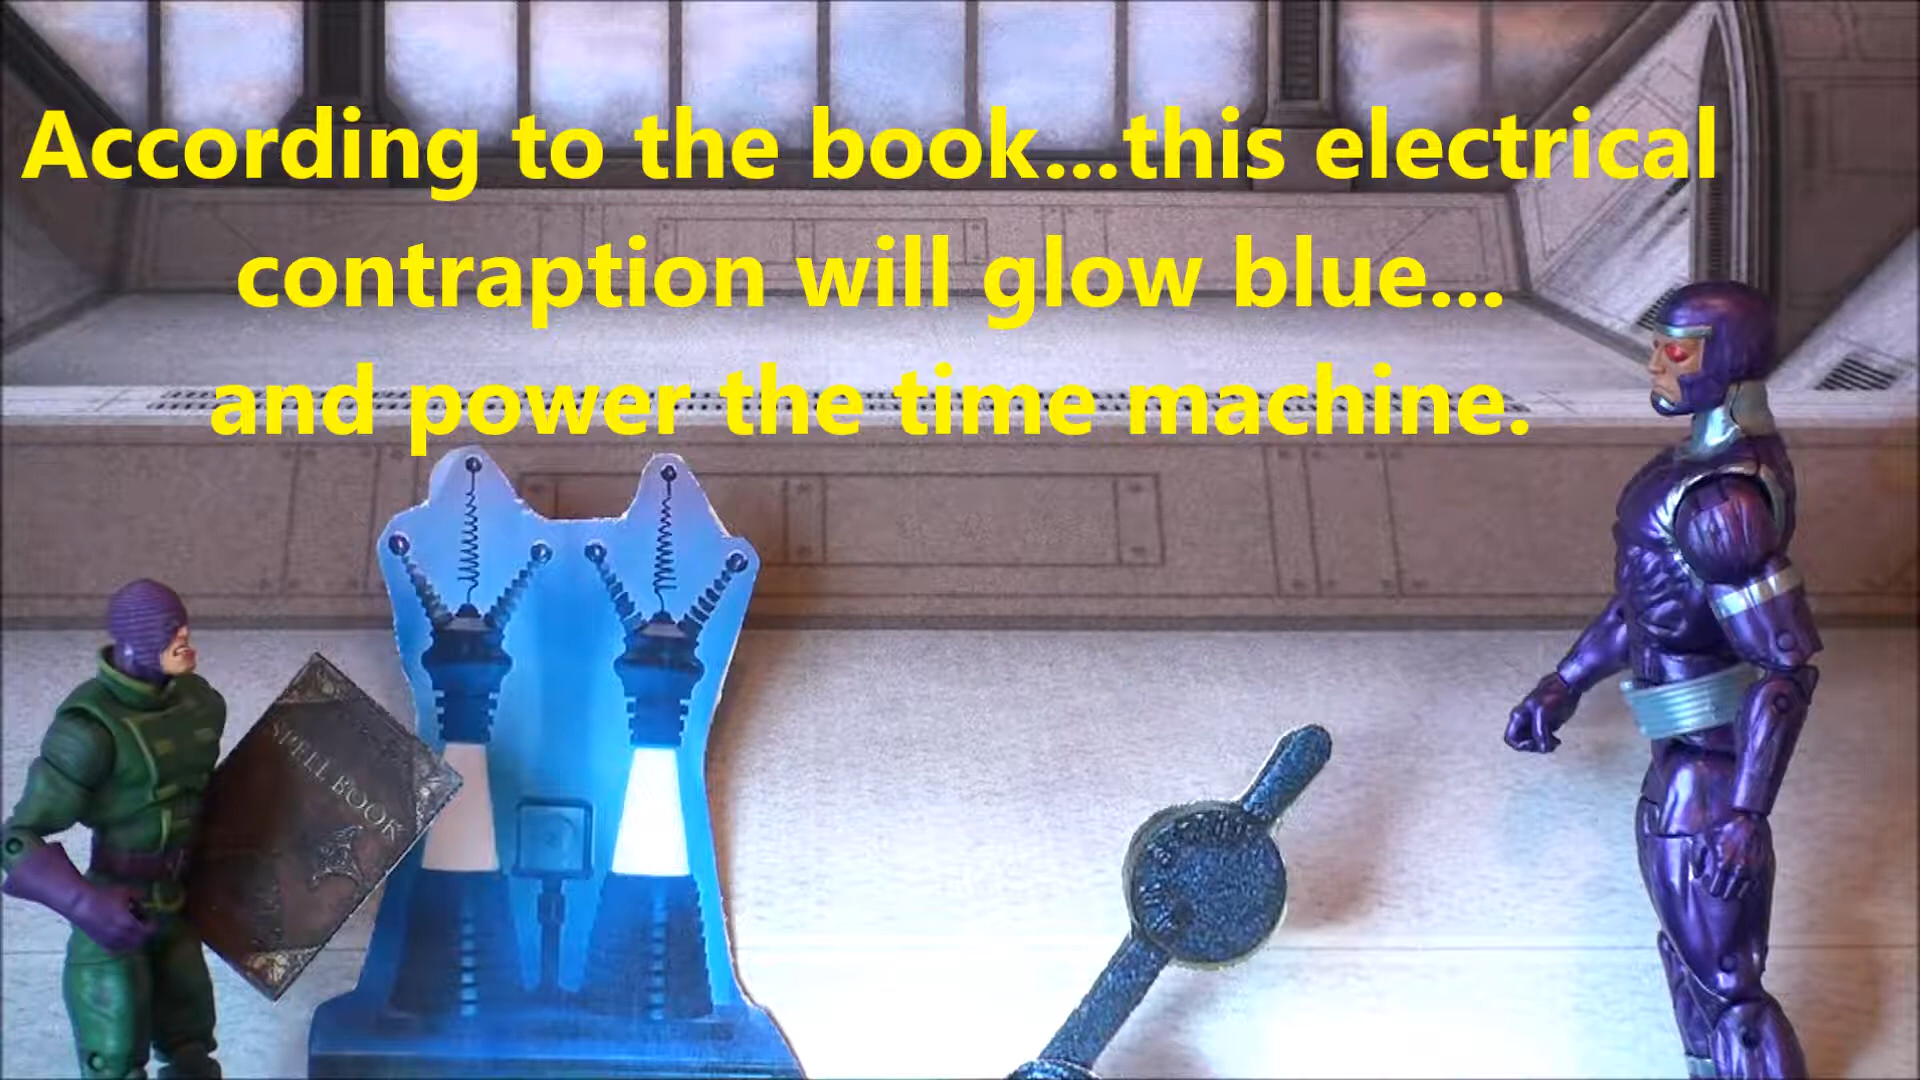 According to the book...this electrical
contraption will glow blue...
and power the time machine.
SPELL BOOK